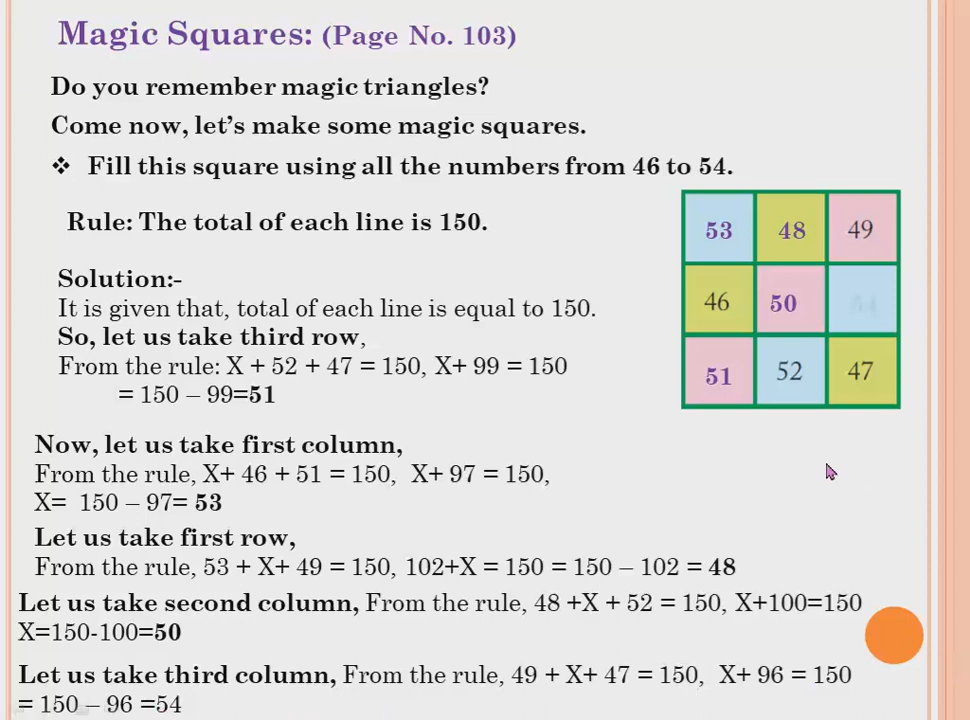 Magic Squares: (Page No. 103)
Do you remember magic triangles?
Come now, let's make some magic squares.
❖ Fill this square using all the numbers from 46 to 54.
Rule: The total of each line is 150.
53 48 49
46 50 54
51 52 47
Solution:-
It is given that, total of each line is equal to 150.
So, let us take third row,
From the rule: X + 52 + 47 = 150, X+ 99 = 150
= 150 – 99=51
Now, let us take first column,
From the rule, X+ 46 + 51 = 150, X+ 97 = 150,
X= 150 – 97= 53
Let us take first row,
From the rule, 53 + X+ 49 = 150, 102+X = 150 = 150 – 102 = 48
Let us take second column, From the rule, 48 +X + 52 = 150, X+100=150
X=150-100=50
Let us take third column, From the rule, 49 + X+ 47 = 150, X+ 96 = 150
= 150 – 96 =54